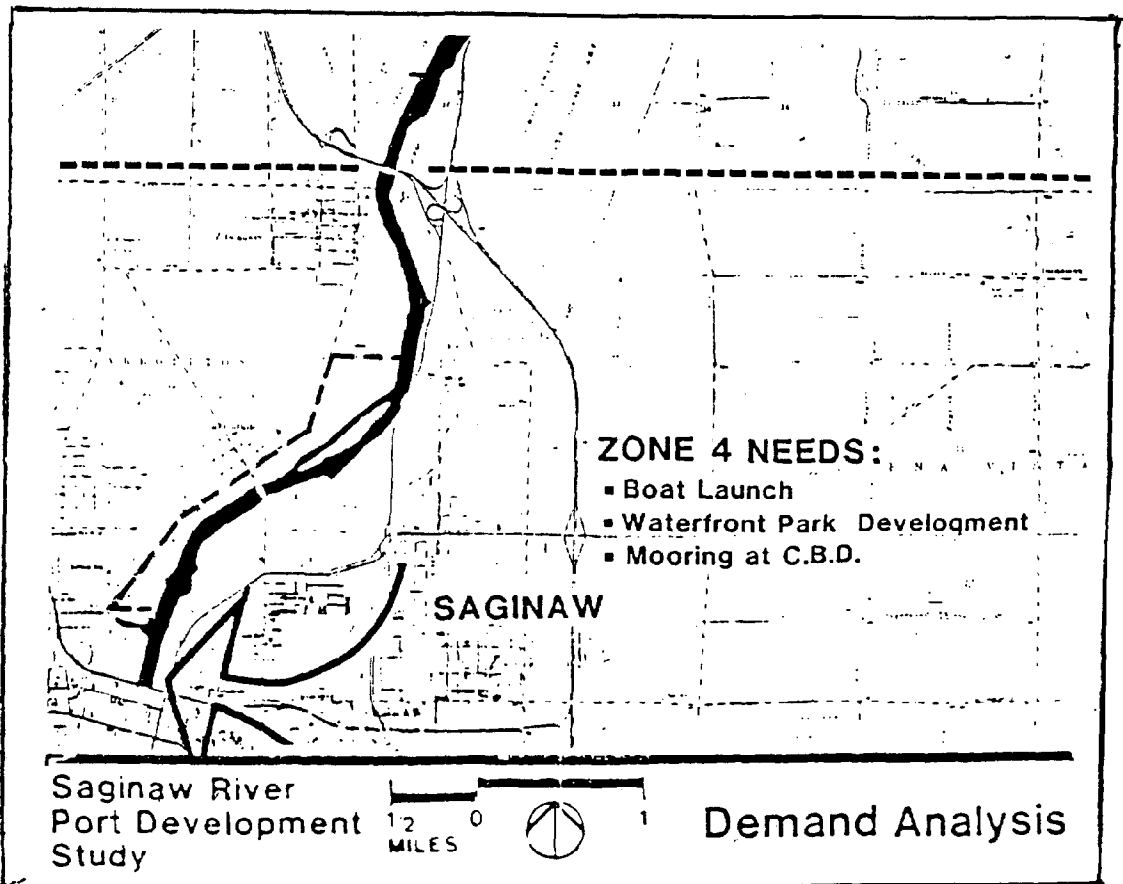 ZONE 4 NEEDS:
▪ Boat Launch
▪ Waterfront Park Develoqment
▪ Mooring at C.B.D.
E N A V I S T A
SAGINAW
Saginaw River
Port Development
Study
1 2 0 1
MILES
Demand Analysis